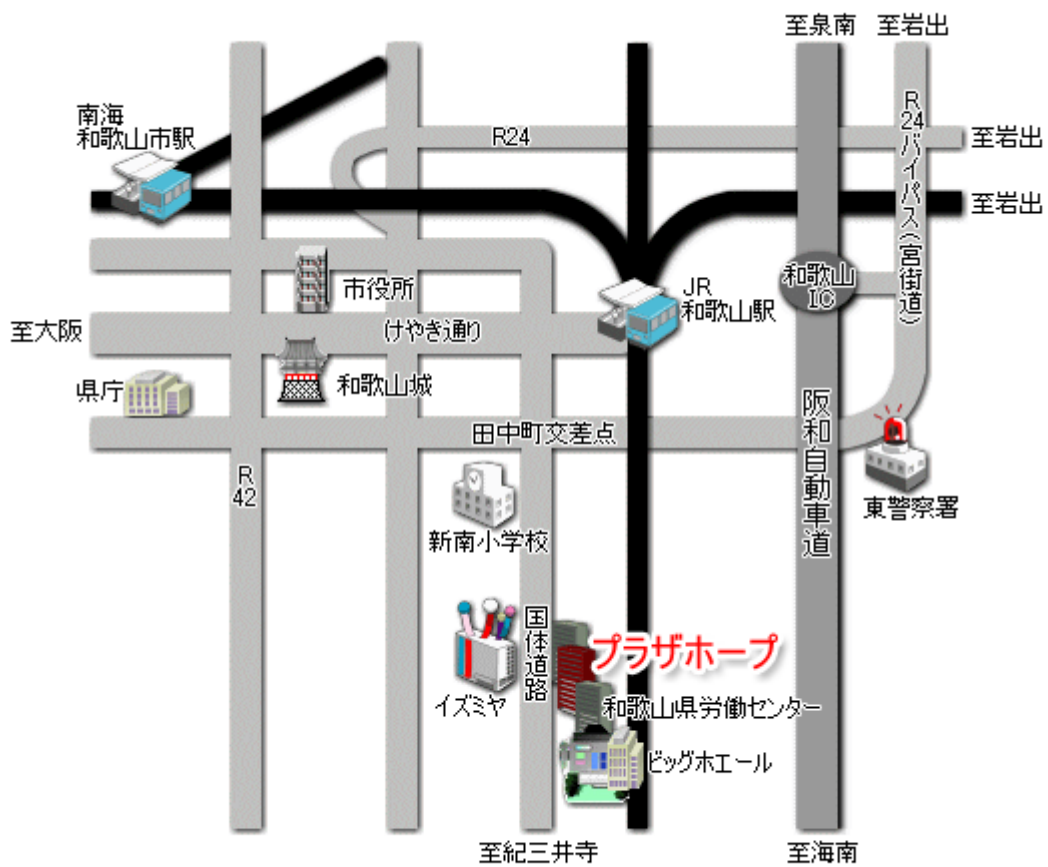 至泉南
至岩出
南海
和歌山市駅
R24
至岩出
R24バイパス(宮街道)
至岩出
市役所
JR
和歌山駅
和歌山
IC
至大阪
けやき通り
県庁
和歌山城
田中町交差点
阪和自動車道
R
42
新南小学校
東警察署
国体道路
プラザホープ
イズミヤ
和歌山県労働センター
ビッグホエール
至紀三井寺
至海南